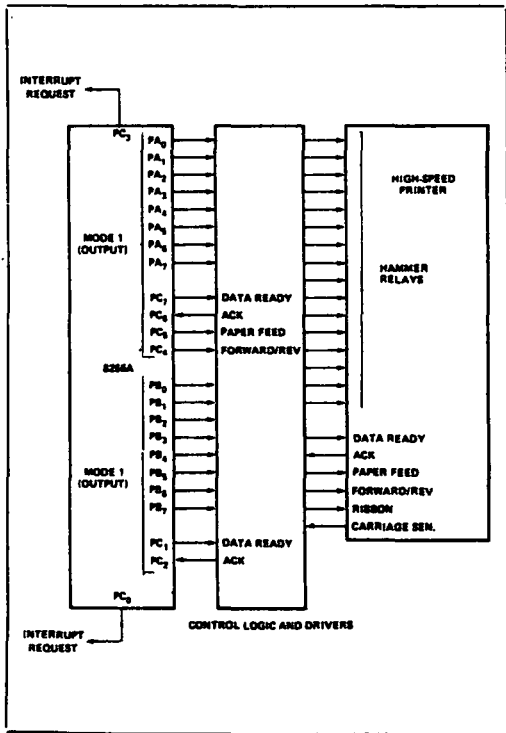 INTERRUPT
REQUEST
PC3
PA0
PA1
PA2
PA3
PA4
PA5
PA6
PA7
MODE 1
(OUTPUT)
PC7
PC6
PC5
PC4
8255A
PB0
PB1
PB2
PB3
PB4
PB5
PB6
PB7
MODE 1
(OUTPUT)
PC1
PC2
PC0
INTERRUPT
REQUEST
DATA READY
ACK
PAPER FEED
FORWARD/REV
DATA READY
ACK
CONTROL LOGIC AND DRIVERS
HIGH-SPEED
PRINTER
HAMMER
RELAYS
DATA READY
ACK
PAPER FEED
FORWARD/REV
RIBBON
CARRIAGE SEN.